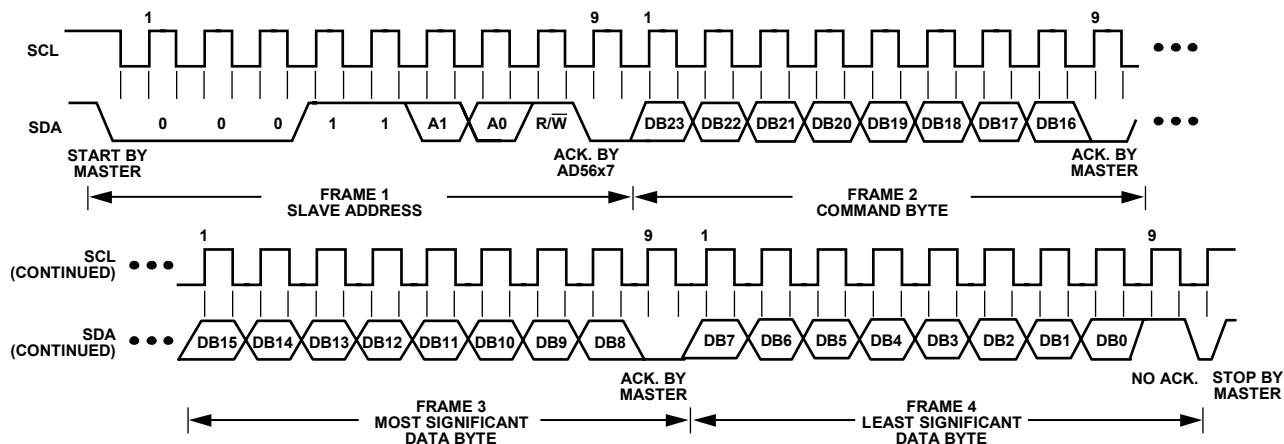 1 9 1 9
SCL
SDA 0 0 0 1 1 A1 A0 R/W̅ DB23 DB22 DB21 DB20 DB19 DB18 DB17 DB16
START BY
MASTER
ACK. BY
AD56x7
ACK. BY
MASTER
FRAME 1
SLAVE ADDRESS
FRAME 2
COMMAND BYTE
1 9 1 9
SCL
(CONTINUED)
SDA
(CONTINUED)
DB15 DB14 DB13 DB12 DB11 DB10 DB9 DB8 DB7 DB6 DB5 DB4 DB3 DB2 DB1 DB0
ACK. BY
MASTER
NO ACK.
STOP BY
MASTER
FRAME 3
MOST SIGNIFICANT
DATA BYTE
FRAME 4
LEAST SIGNIFICANT
DATA BYTE